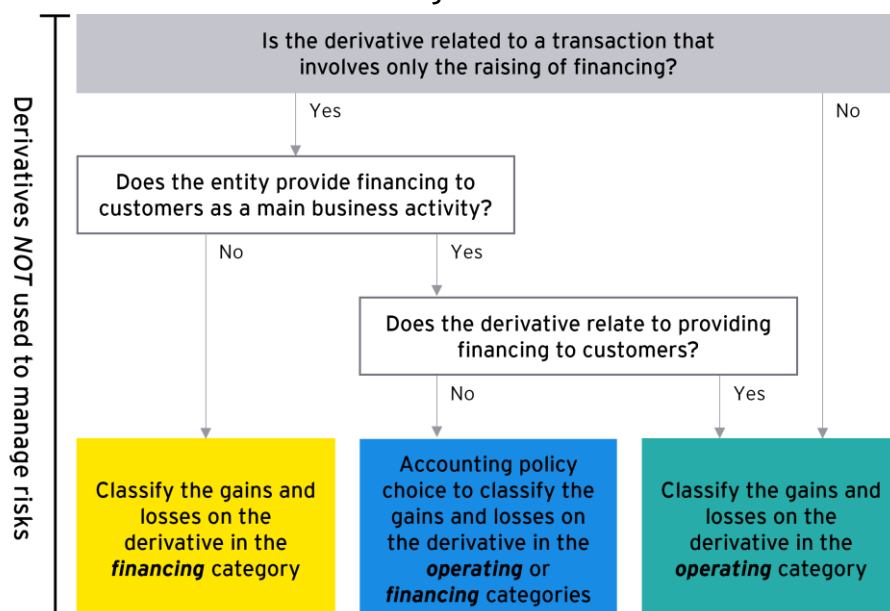 Derivatives NOT used to manage risks
Is the derivative related to a transaction that
involves only the raising of financing?
Yes
No
Does the entity provide financing to
customers as a main business activity?
No
Yes
Does the derivative relate to providing
financing to customers?
No
Yes
Classify the gains and
losses on the
derivative in the
financing category
Accounting policy
choice to classify the
gains and losses on
the derivative in the
operating or
financing categories
Classify the gains and
losses on the
derivative in the
operating category